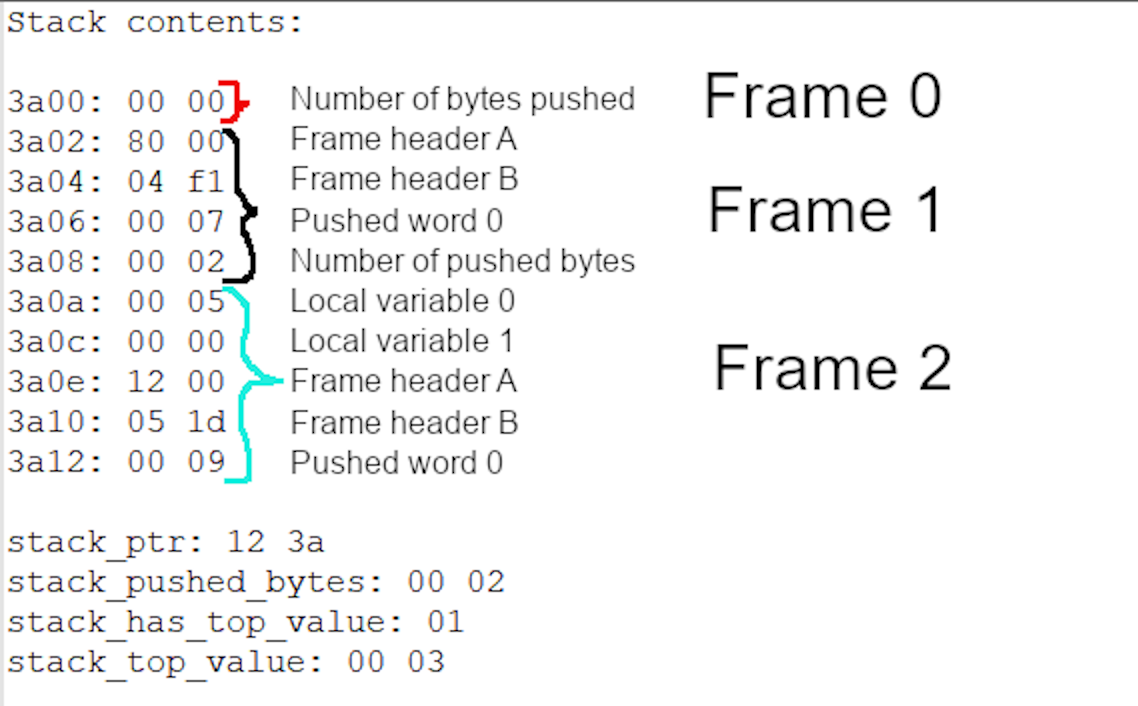 Stack contents:
3a00: 00 00 Number of bytes pushed Frame 0
3a02: 80 00 Frame header A
3a04: 04 f1 Frame header B
3a06: 00 07 Pushed word 0 Frame 1
3a08: 00 02 Number of pushed bytes
3a0a: 00 05 Local variable 0
3a0c: 00 00 Local variable 1
3a0e: 12 00 Frame header A Frame 2
3a10: 05 1d Frame header B
3a12: 00 09 Pushed word 0
stack_ptr: 12 3a
stack_pushed_bytes: 00 02
stack_has_top_value: 01
stack_top_value: 00 03